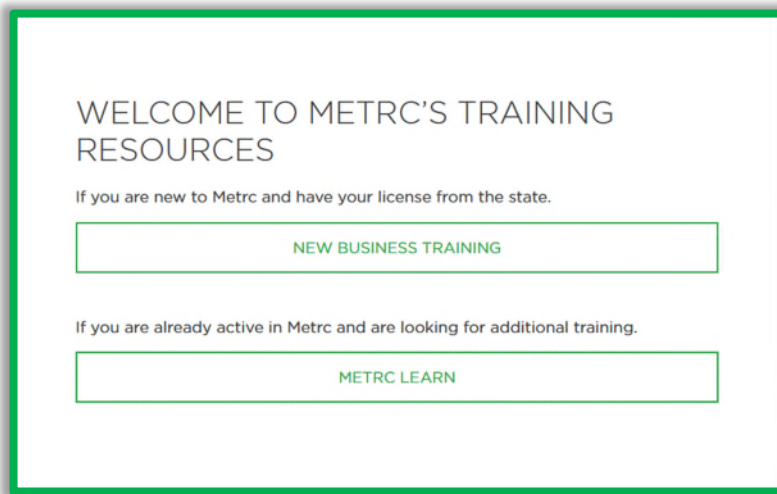 WELCOME TO METRC'S TRAINING
RESOURCES
If you are new to Metrc and have your license from the state.
NEW BUSINESS TRAINING
If you are already active in Metrc and are looking for additional training.
METRC LEARN